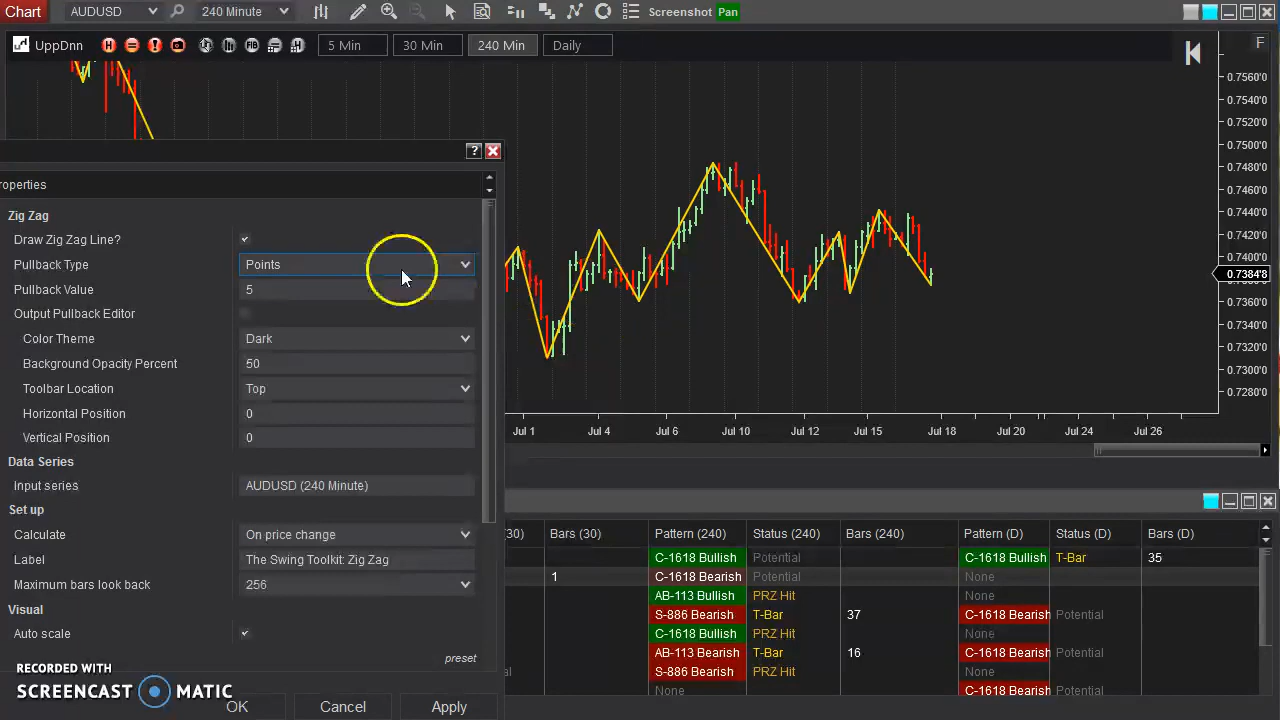 Chart AUDUSD 240 Minute Screenshot Pan
UppDnn H FIB 5 Min 30 Min 240 Min Daily F
0.7560'0
0.7540'0
0.7520'0
0.7500'0
0.7480'0
0.7460'0
0.7440'0
0.7420'0
0.7400'0
0.7384'8
0.7360'0
0.7340'0
0.7320'0
0.7300'0
0.7280'0
Jul 1 Jul 4 Jul 6 Jul 10 Jul 12 Jul 15 Jul 18 Jul 20 Jul 24 Jul 26
?
roperties
Zig Zag
Draw Zig Zag Line?
Pullback Type Points
Pullback Value 5
Output Pullback Editor
Color Theme Dark
Background Opacity Percent 50
Toolbar Location Top
Horizontal Position 0
Vertical Position 0
Data Series
Input series AUDUSD (240 Minute)
Set up
Calculate On price change
Label The Swing Toolkit: Zig Zag
Maximum bars look back 256
Visual
Auto scale
preset
OK Cancel Apply
(30) Bars (30) Pattern (240) Status (240) Bars (240) Pattern (D) Status (D) Bars (D)
C-1618 Bullish Potential C-1618 Bullish T-Bar 35
1 C-1618 Bearish Potential None
AB-113 Bullish PRZ Hit None
S-886 Bearish T-Bar 37 C-1618 Bearish Potential
C-1618 Bullish PRZ Hit None
AB-113 Bearish T-Bar 16 C-1618 Bearish Potential
S-886 Bearish PRZ Hit None
None C-1618 Bearish Potential
RECORDED WITH
SCREENCAST MATIC